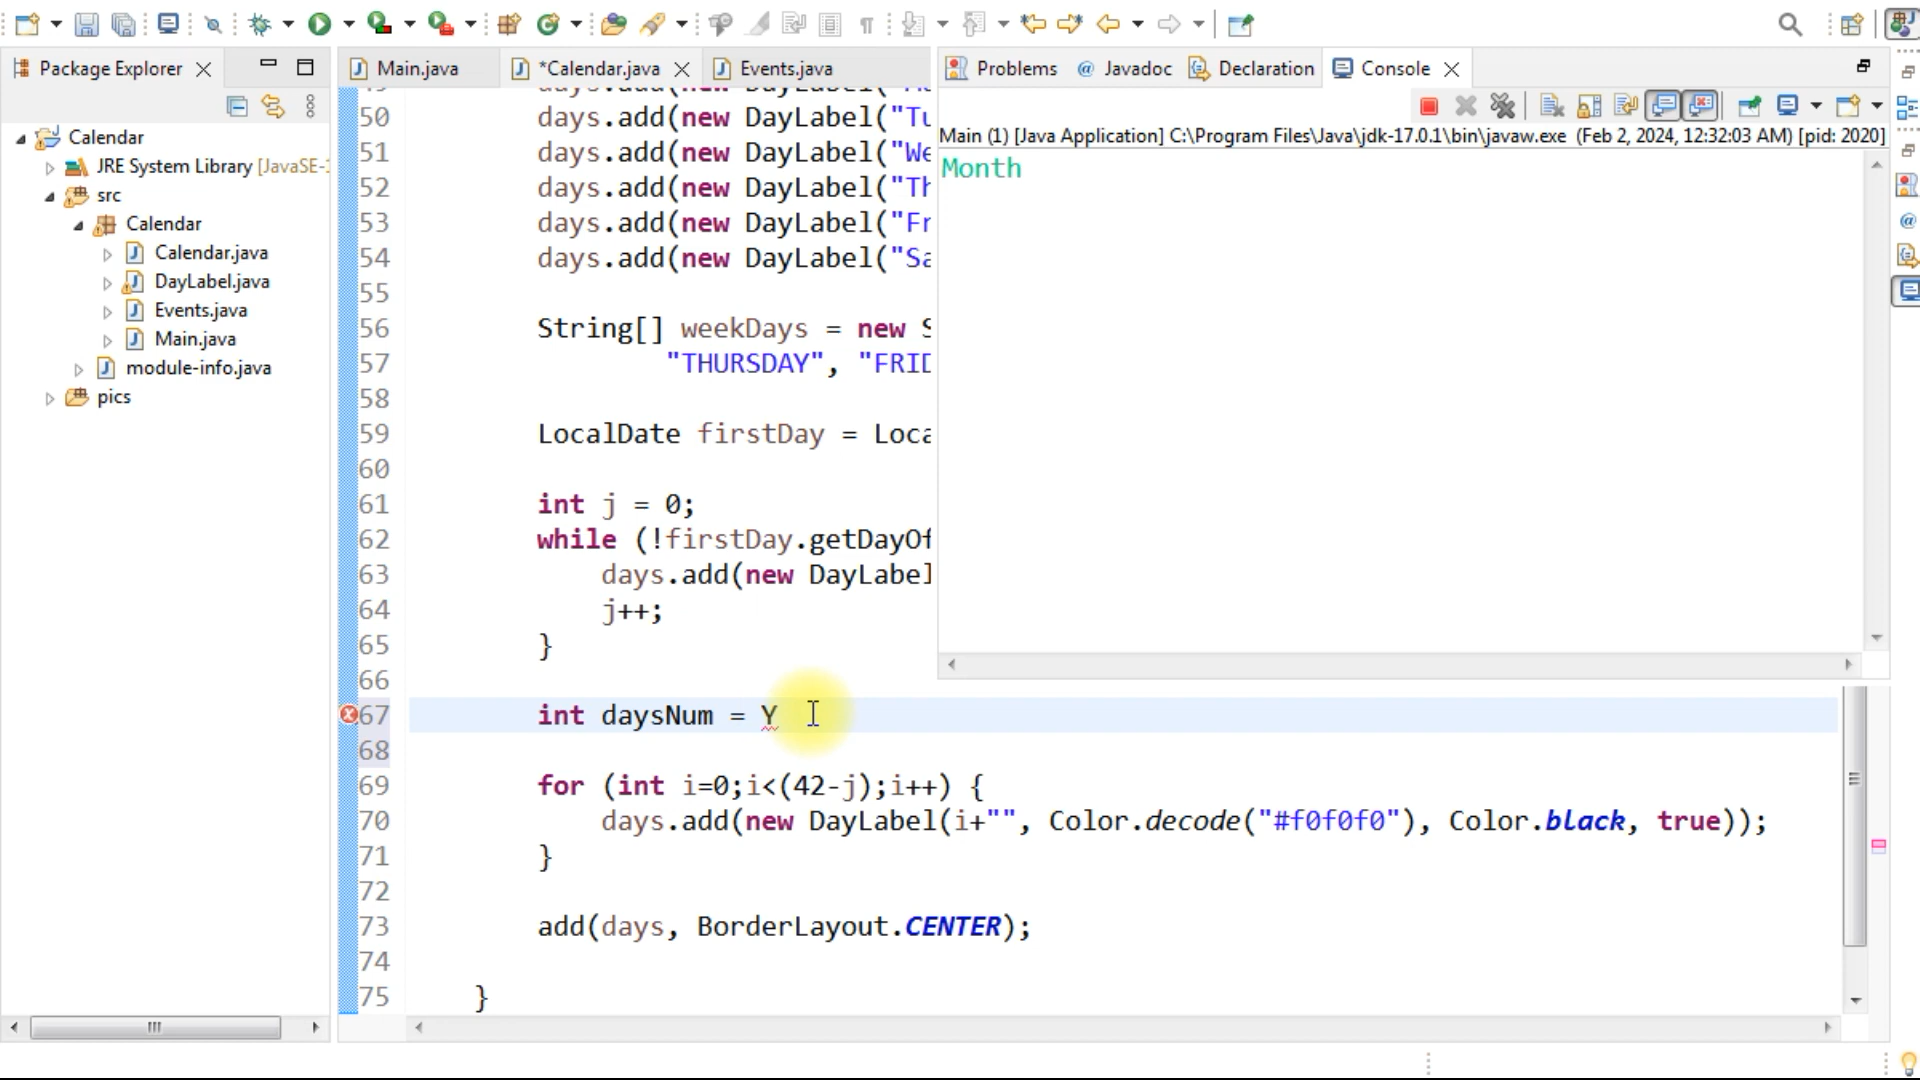 Package Explorer
Calendar
JRE System Library [JavaSE-1
src
Calendar
Calendar.java
DayLabel.java
Events.java
Main.java
module-info.java
pics
Main.java
*Calendar.java
Events.java
50 days.add(new DayLabel("Tu
51 days.add(new DayLabel("We
52 days.add(new DayLabel("Th
53 days.add(new DayLabel("Fr
54 days.add(new DayLabel("Sa
55
56 String[] weekDays = new S
57 "THURSDAY", "FRID
58
59 LocalDate firstDay = Loca
60
61 int j = 0;
62 while (!firstDay.getDayOf
63 days.add(new DayLabel
64 j++;
65 }
66
67 int daysNum = Y
68
69 for (int i=0;i<(42-j);i++) {
70 days.add(new DayLabel(i+"", Color.decode("#f0f0f0"), Color.black, true));
71 }
72
73 add(days, BorderLayout.CENTER);
74
75 }
Problems
@ Javadoc
Declaration
Console
Main (1) [Java Application] C:\Program Files\Java\jdk-17.0.1\bin\javaw.exe (Feb 2, 2024, 12:32:03 AM) [pid: 2020]
Month